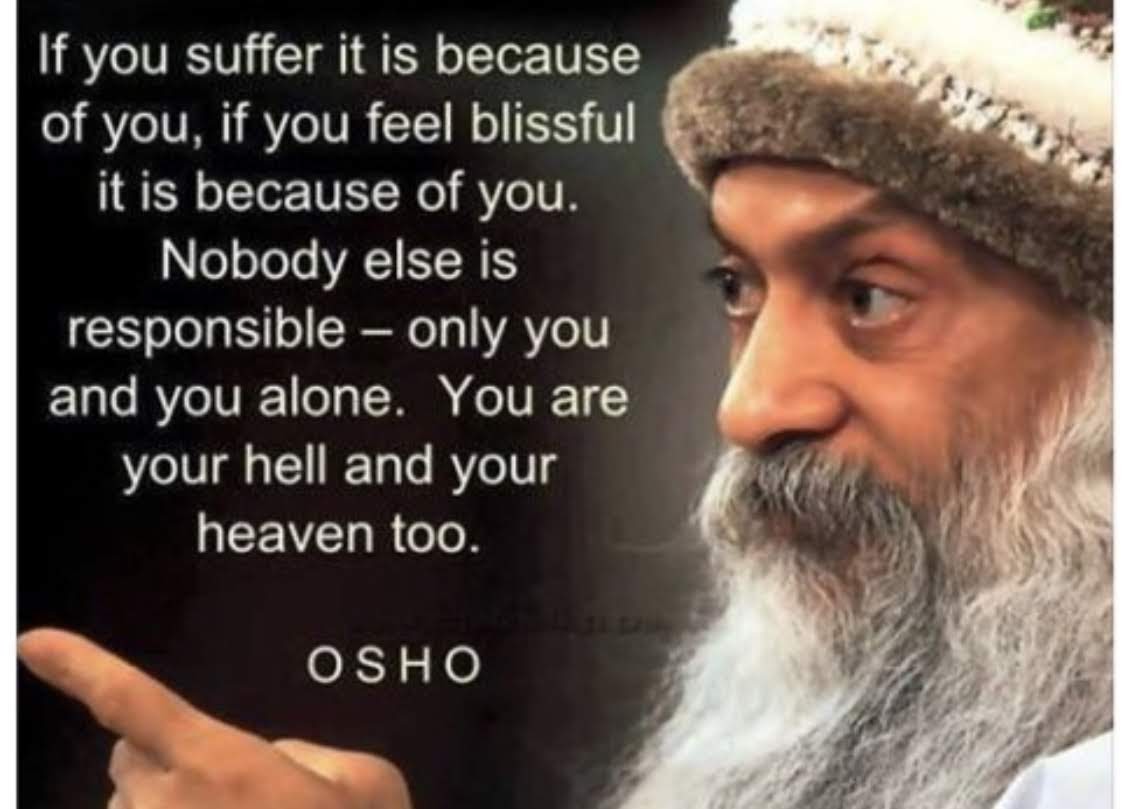 If you suffer it is because
of you, if you feel blissful
it is because of you.
Nobody else is
responsible – only you
and you alone.  You are
your hell and your
heaven too.
O S H O